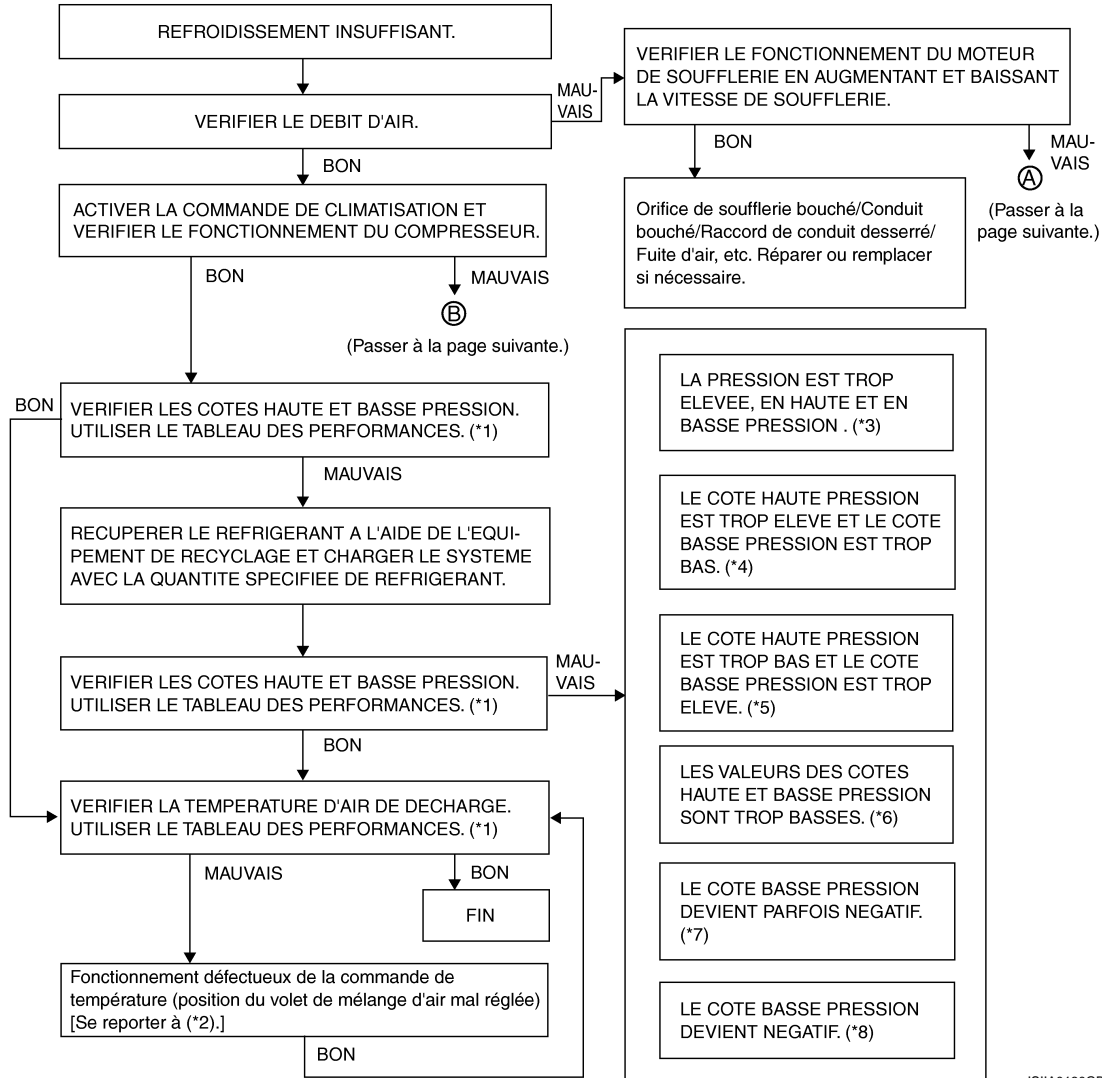 REFROIDISSEMENT INSUFFISANT.
VERIFIER LE DEBIT D'AIR.
MAU-
VAIS
VERIFIER LE FONCTIONNEMENT DU MOTEUR
DE SOUFFLERIE EN AUGMENTANT ET BAISSANT
LA VITESSE DE SOUFFLERIE.
BON
MAU-
VAIS
A
(Passer à la
page suivante.)
Orifice de soufflerie bouché/Conduit
bouché/Raccord de conduit desserré/
Fuite d'air, etc. Réparer ou remplacer
si nécessaire.
BON
ACTIVER LA COMMANDE DE CLIMATISATION ET
VERIFIER LE FONCTIONNEMENT DU COMPRESSEUR.
BON
MAUVAIS
B
(Passer à la page suivante.)
BON
VERIFIER LES COTES HAUTE ET BASSE PRESSION.
UTILISER LE TABLEAU DES PERFORMANCES. (*1)
MAUVAIS
RECUPERER LE REFRIGERANT A L'AIDE DE L'EQUI-
PEMENT DE RECYCLAGE ET CHARGER LE SYSTEME
AVEC LA QUANTITE SPECIFIEE DE REFRIGERANT.
VERIFIER LES COTES HAUTE ET BASSE PRESSION.
UTILISER LE TABLEAU DES PERFORMANCES. (*1)
MAU-
VAIS
BON
VERIFIER LA TEMPERATURE D'AIR DE DECHARGE.
UTILISER LE TABLEAU DES PERFORMANCES. (*1)
MAUVAIS
BON
FIN
Fonctionnement défectueux de la commande de
température (position du volet de mélange d'air mal réglée)
[Se reporter à (*2).]
BON
LA PRESSION EST TROP
ELEVEE, EN HAUTE ET EN
BASSE PRESSION . (*3)
LE COTE HAUTE PRESSION
EST TROP ELEVE ET LE COTE
BASSE PRESSION EST TROP
BAS. (*4)
LE COTE HAUTE PRESSION
EST TROP BAS ET LE COTE
BASSE PRESSION EST TROP
ELEVE. (*5)
LES VALEURS DES COTES
HAUTE ET BASSE PRESSION
SONT TROP BASSES. (*6)
LE COTE BASSE PRESSION
DEVIENT PARFOIS NEGATIF.
(*7)
LE COTE BASSE PRESSION
DEVIENT NEGATIF. (*8)